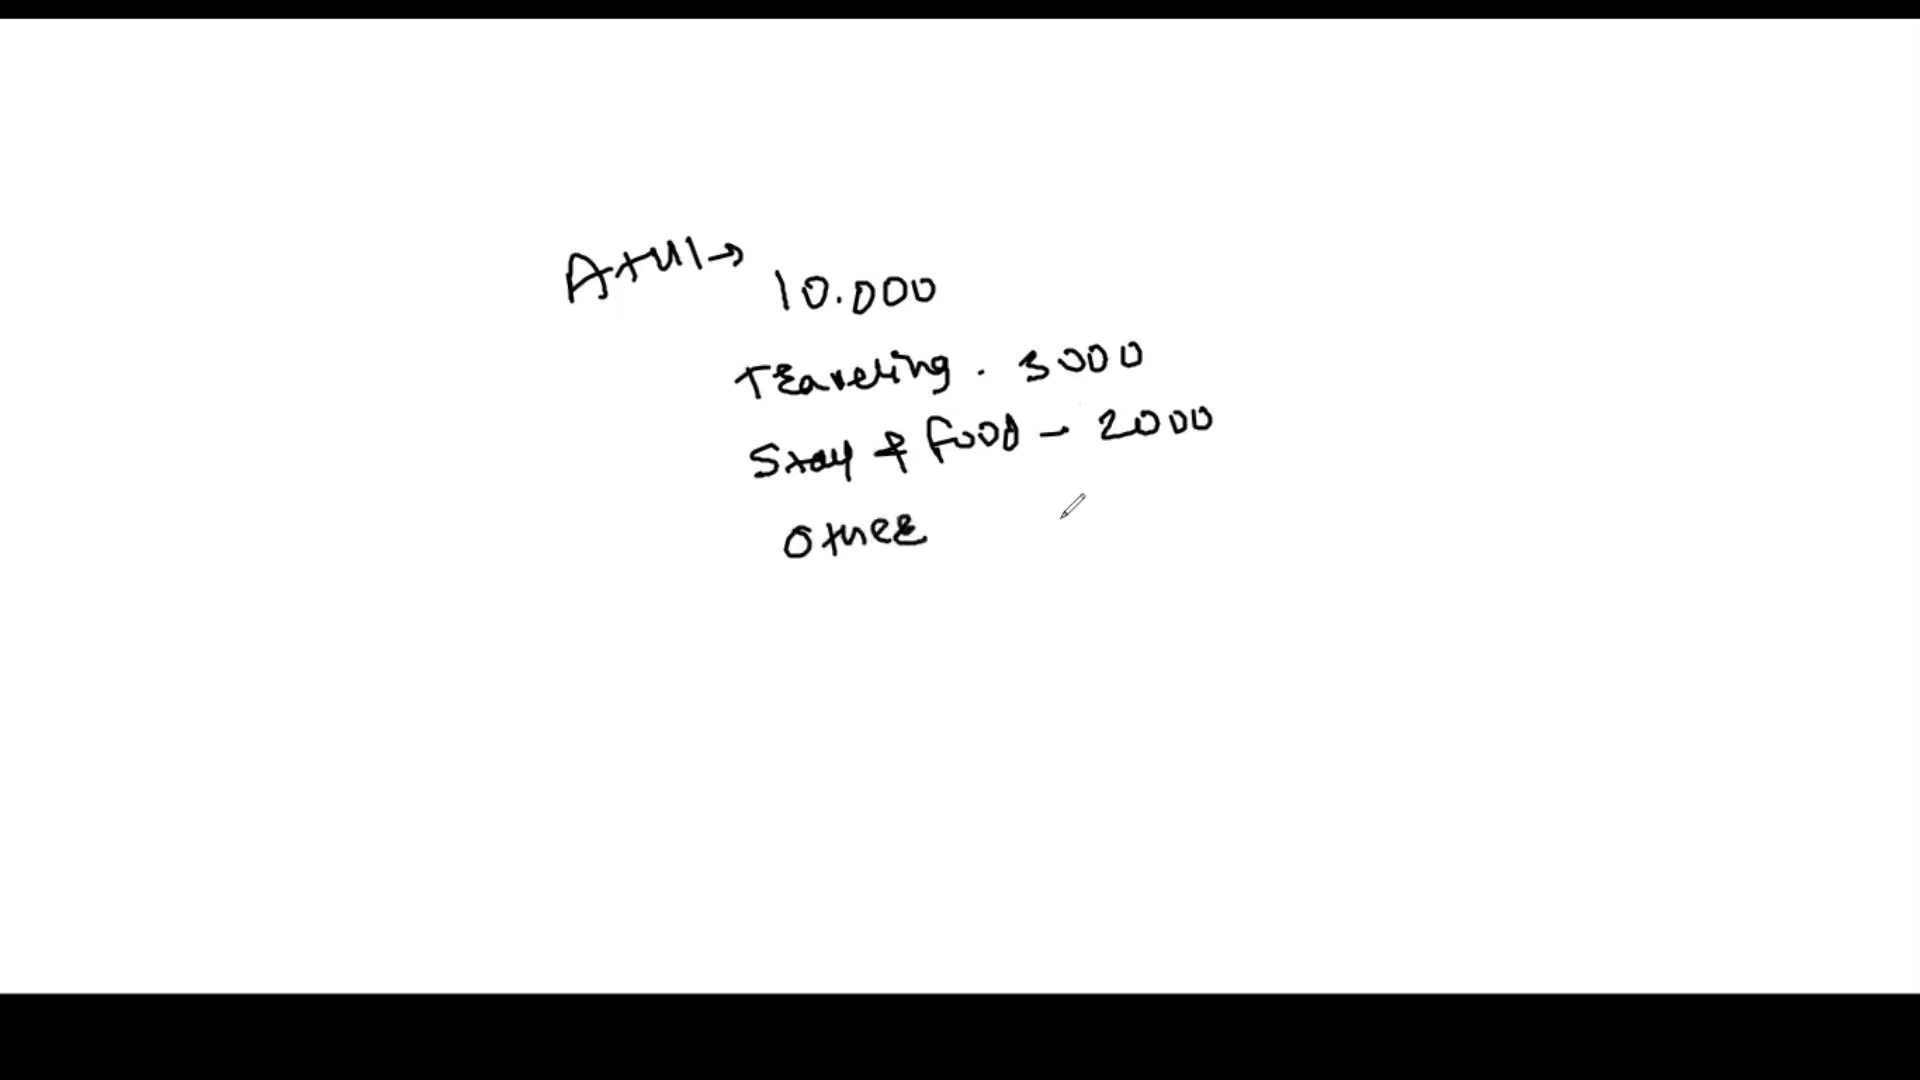 Atul→
10.000
Traveling. 3000
Stay & food - 2000
other